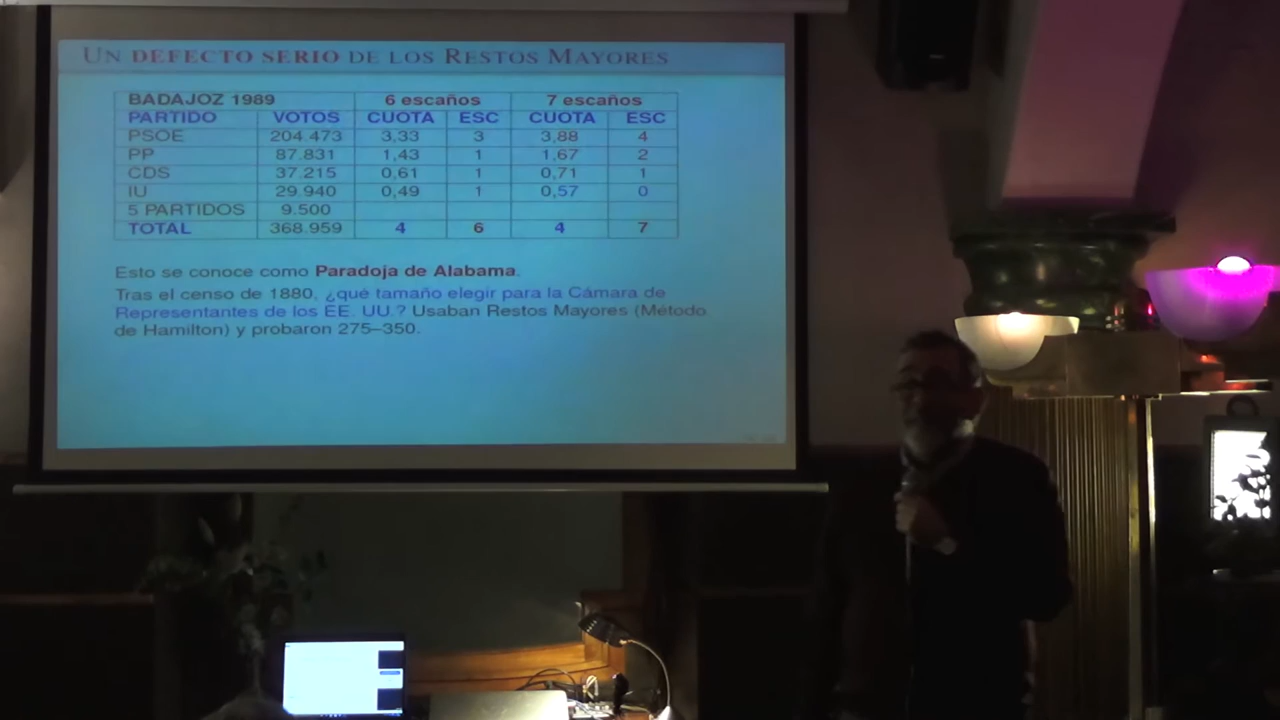 UN DEFECTO SERIO DE LOS RESTOS MAYORES
BADAJOZ 1989 6 escaños 7 escaños
PARTIDO VOTOS CUOTA ESC CUOTA ESC
PSOE 204.473 3,33 3 3,88 4
PP 87.831 1,43 1 1,67 2
CDS 37.215 0,61 1 0,71 1
IU 29.940 0,49 1 0,57 0
5 PARTIDOS 9.500
TOTAL 368.959 4 6 4 7
Esto se conoce como Paradoja de Alabama.
Tras el censo de 1880, ¿qué tamaño elegir para la Cámara de
Representantes de los EE. UU.? Usaban Restos Mayores (Método
de Hamilton) y probaron 275–350.